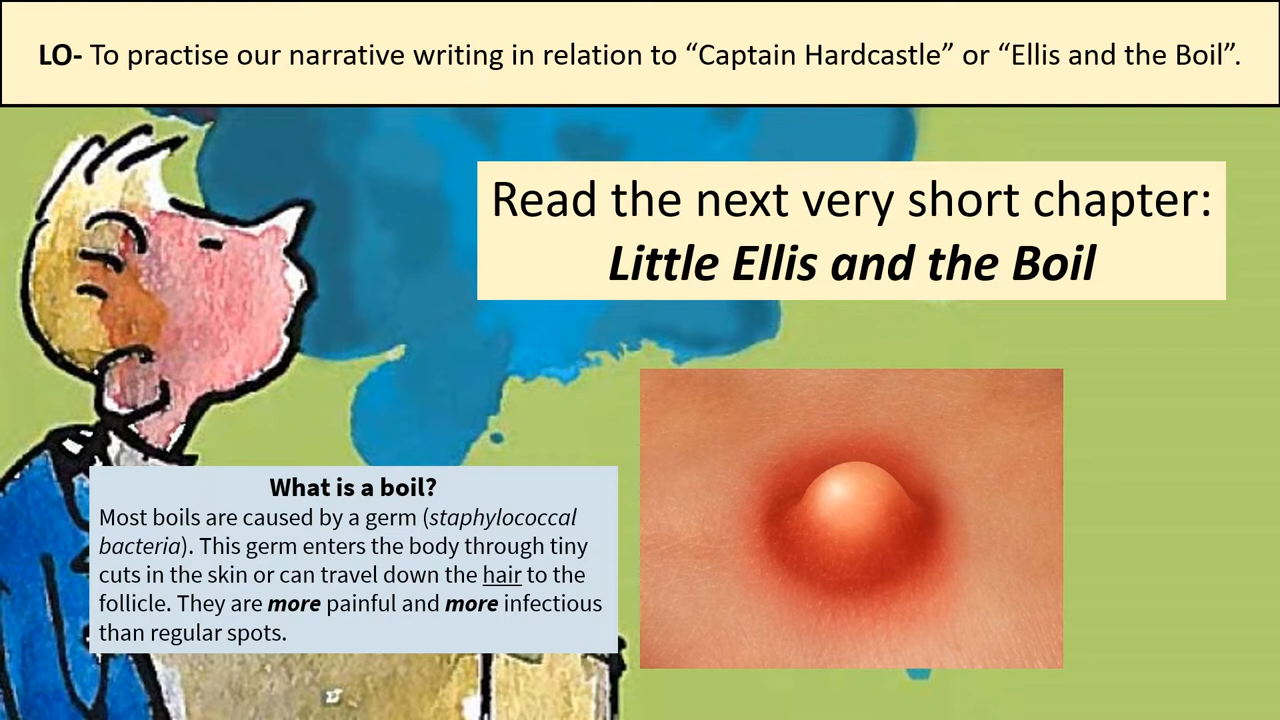 LO- To practise our narrative writing in relation to “Captain Hardcastle” or “Ellis and the Boil”.
Read the next very short chapter:
Little Ellis and the Boil
What is a boil?
Most boils are caused by a germ (staphylococcal
bacteria). This germ enters the body through tiny
cuts in the skin or can travel down the hair to the
follicle. They are more painful and more infectious
than regular spots.